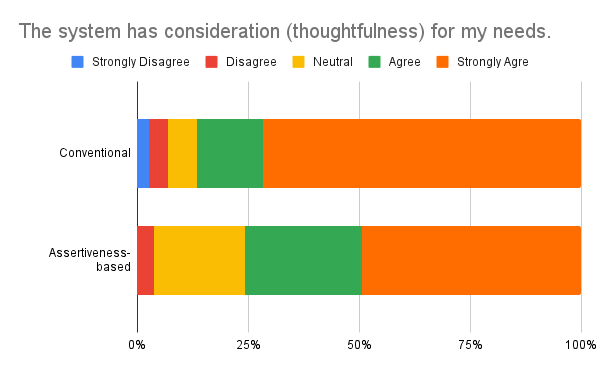 The system has consideration (thoughtfulness) for my needs.
Strongly Disagree Disagree Neutral Agree Strongly Agre
Conventional
Assertiveness-
based
0% 25% 50% 75% 100%